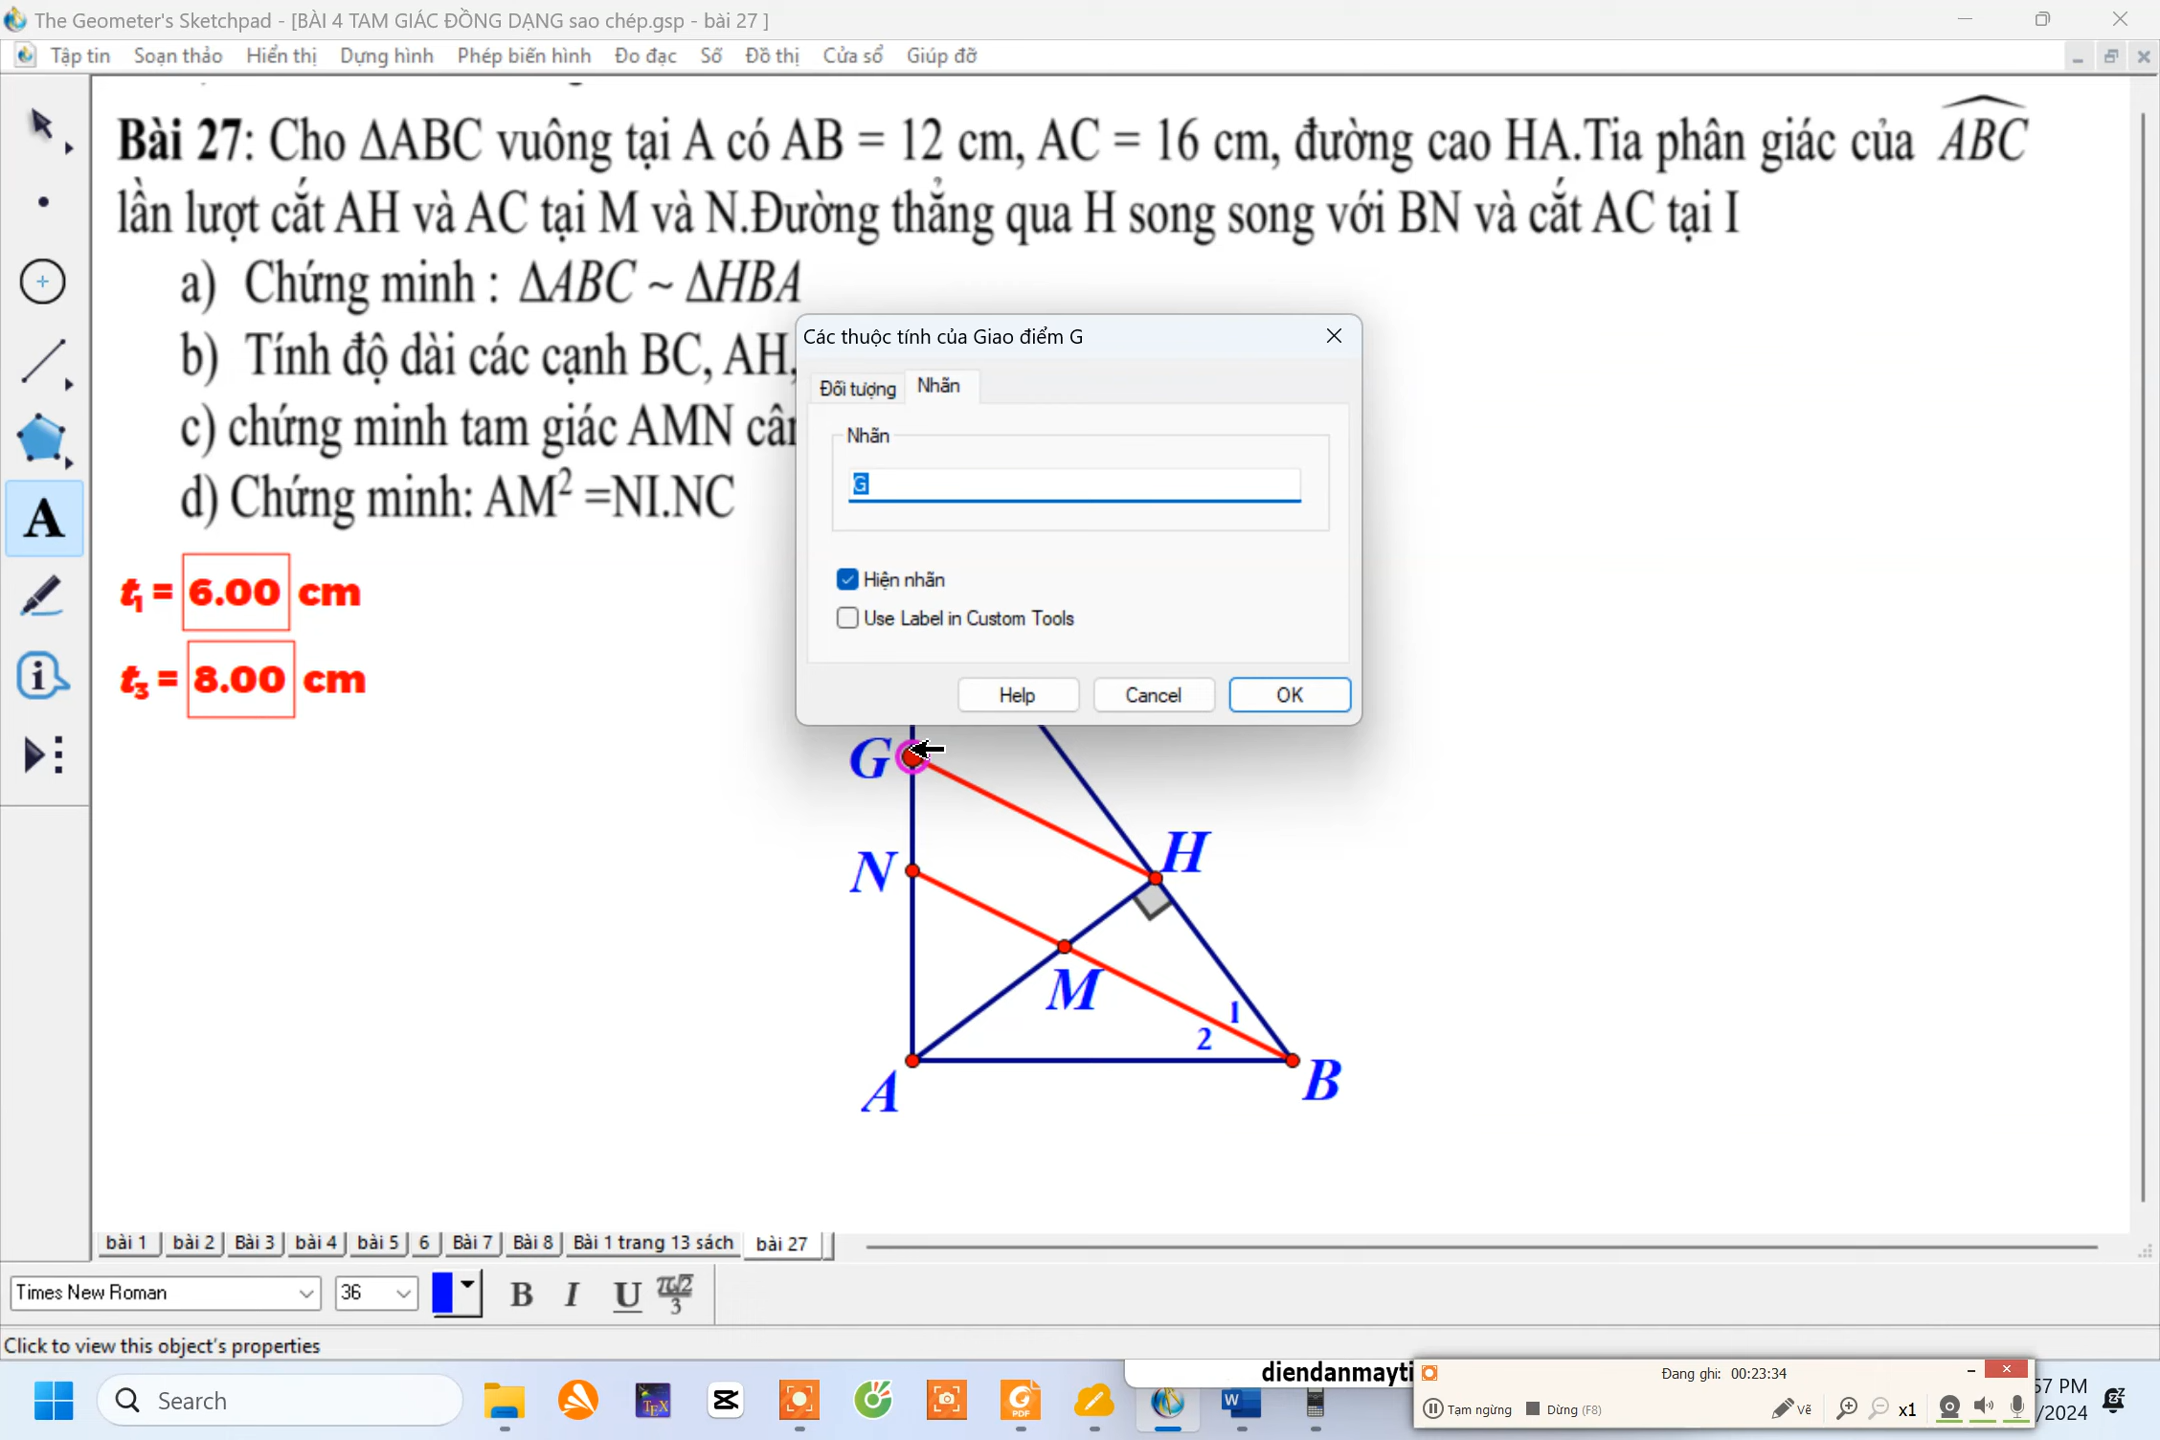 The Geometer's Sketchpad - [BÀI 4 TAM GIÁC ĐỒNG DẠNG sao chép.gsp - bài 27 ]
Tập tin Soạn thảo Hiển thị Dựng hình Phép biến hình Đo đạc Số Đồ thị Cửa sổ Giúp đỡ
Bài 27: Cho ΔABC vuông tại A có AB = 12 cm, AC = 16 cm, đường cao HA.Tia phân giác của ABC
lần lượt cắt AH và AC tại M và N.Đường thẳng qua H song song với BN và cắt AC tại I
a) Chứng minh : ΔABC ~ ΔHBA
b) Tính độ dài các cạnh BC, AH,
c) chứng minh tam giác AMN cân
d) Chứng minh: AM² =NI.NC
t₁ = 6.00 cm
t₃ = 8.00 cm
Các thuộc tính của Giao điểm G
Đối tượng Nhãn
Nhãn
G
Hiện nhãn
Use Label in Custom Tools
Help Cancel OK
G
H
N
M
1
2
A
B
bài 1 bài 2 Bài 3 bài 4 bài 5 6 Bài 7 Bài 8 Bài 1 trang 13 sách bài 27
Times New Roman 36 B I U
Click to view this object's properties
diendanmayti
Đang ghi: 00:23:34
Tạm ngừng Dừng (F8) Vẽ x1
Search
57 PM
/2024